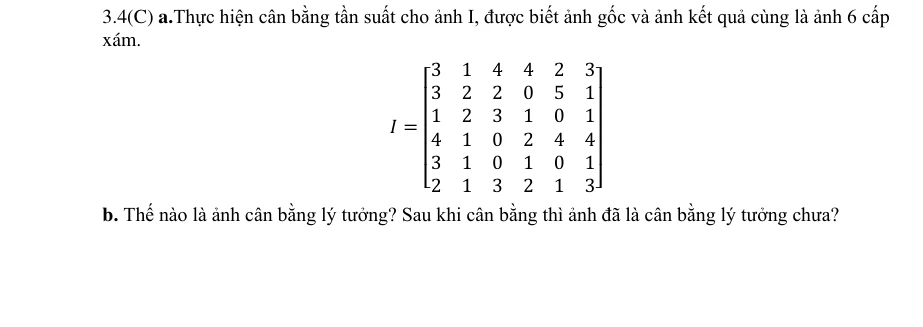 3.4(C) a.Thực hiện cân bằng tần suất cho ảnh I, được biết ảnh gốc và ảnh kết quả cùng là ảnh 6 cấp
xám.
3 1 4 4 2 3
3 2 2 0 5 1
I = 1 2 3 1 0 1
4 1 0 2 4 4
3 1 0 1 0 1
2 1 3 2 1 3
b. Thế nào là ảnh cân bằng lý tưởng? Sau khi cân bằng thì ảnh đã là cân bằng lý tưởng chưa?